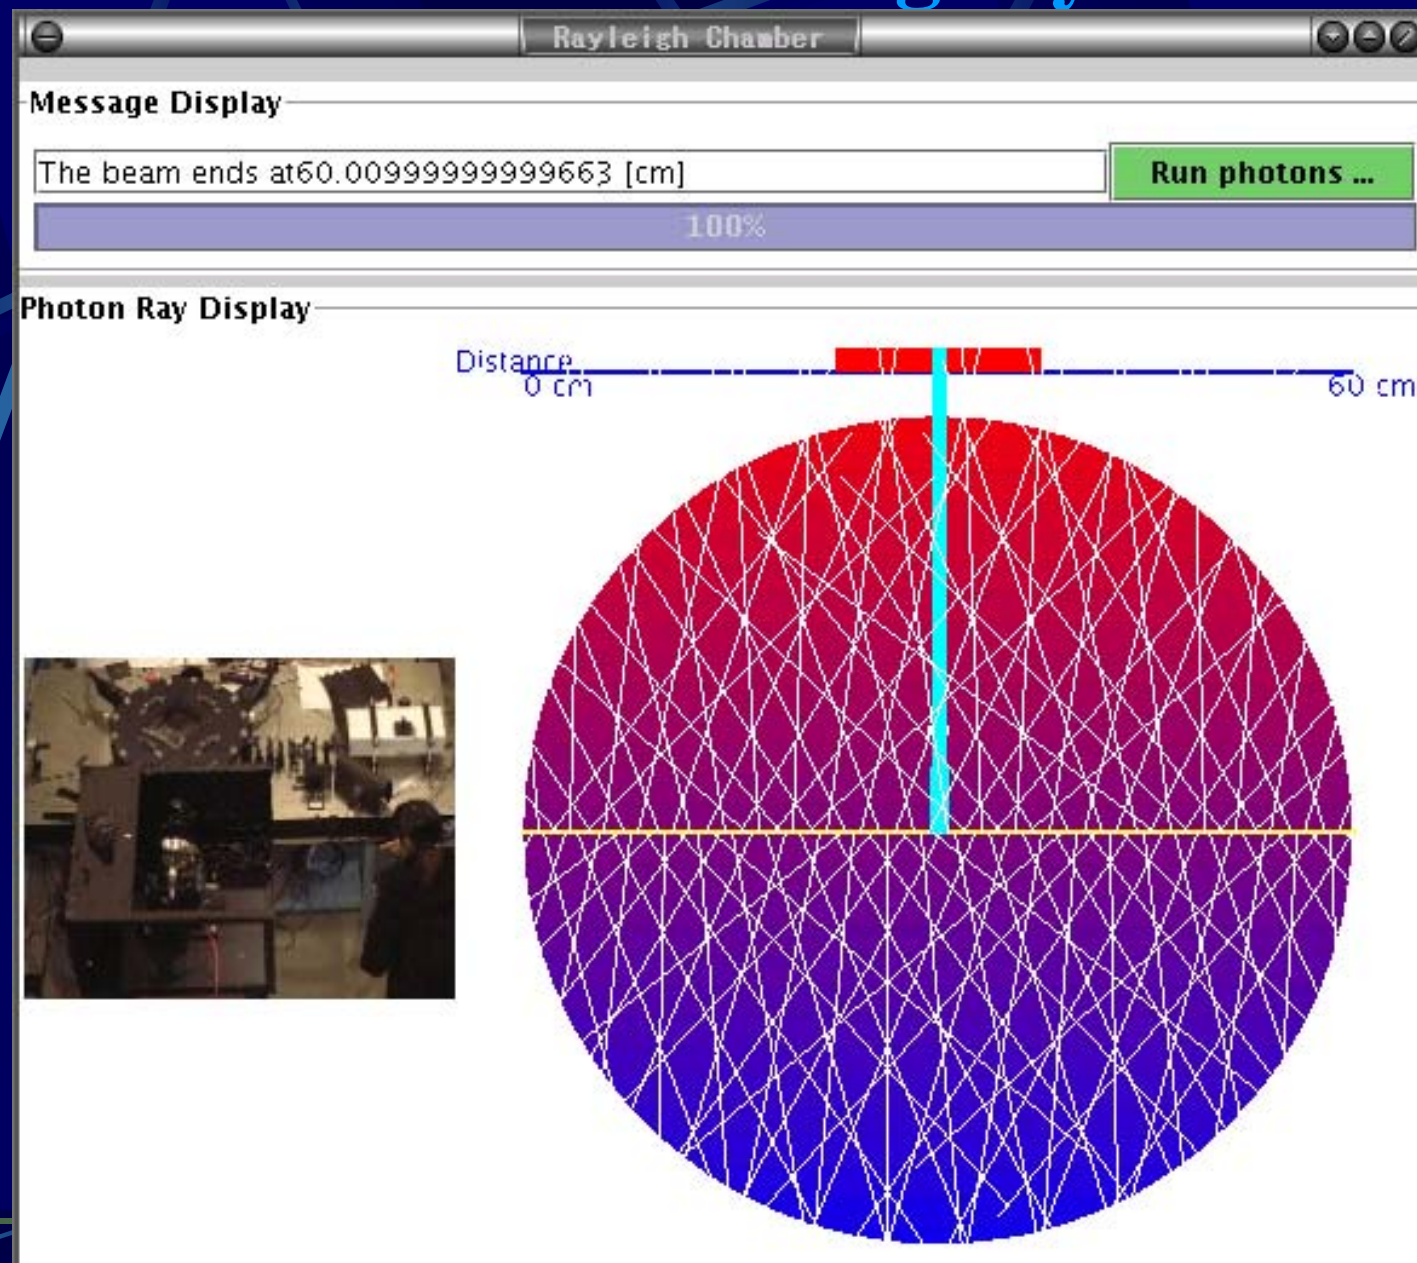 Rayleigh Chamber
Message Display
The beam ends at60.00999999999663 [cm]
Run photons ...
100%
Photon Ray Display
Distance
0 cm
60 cm